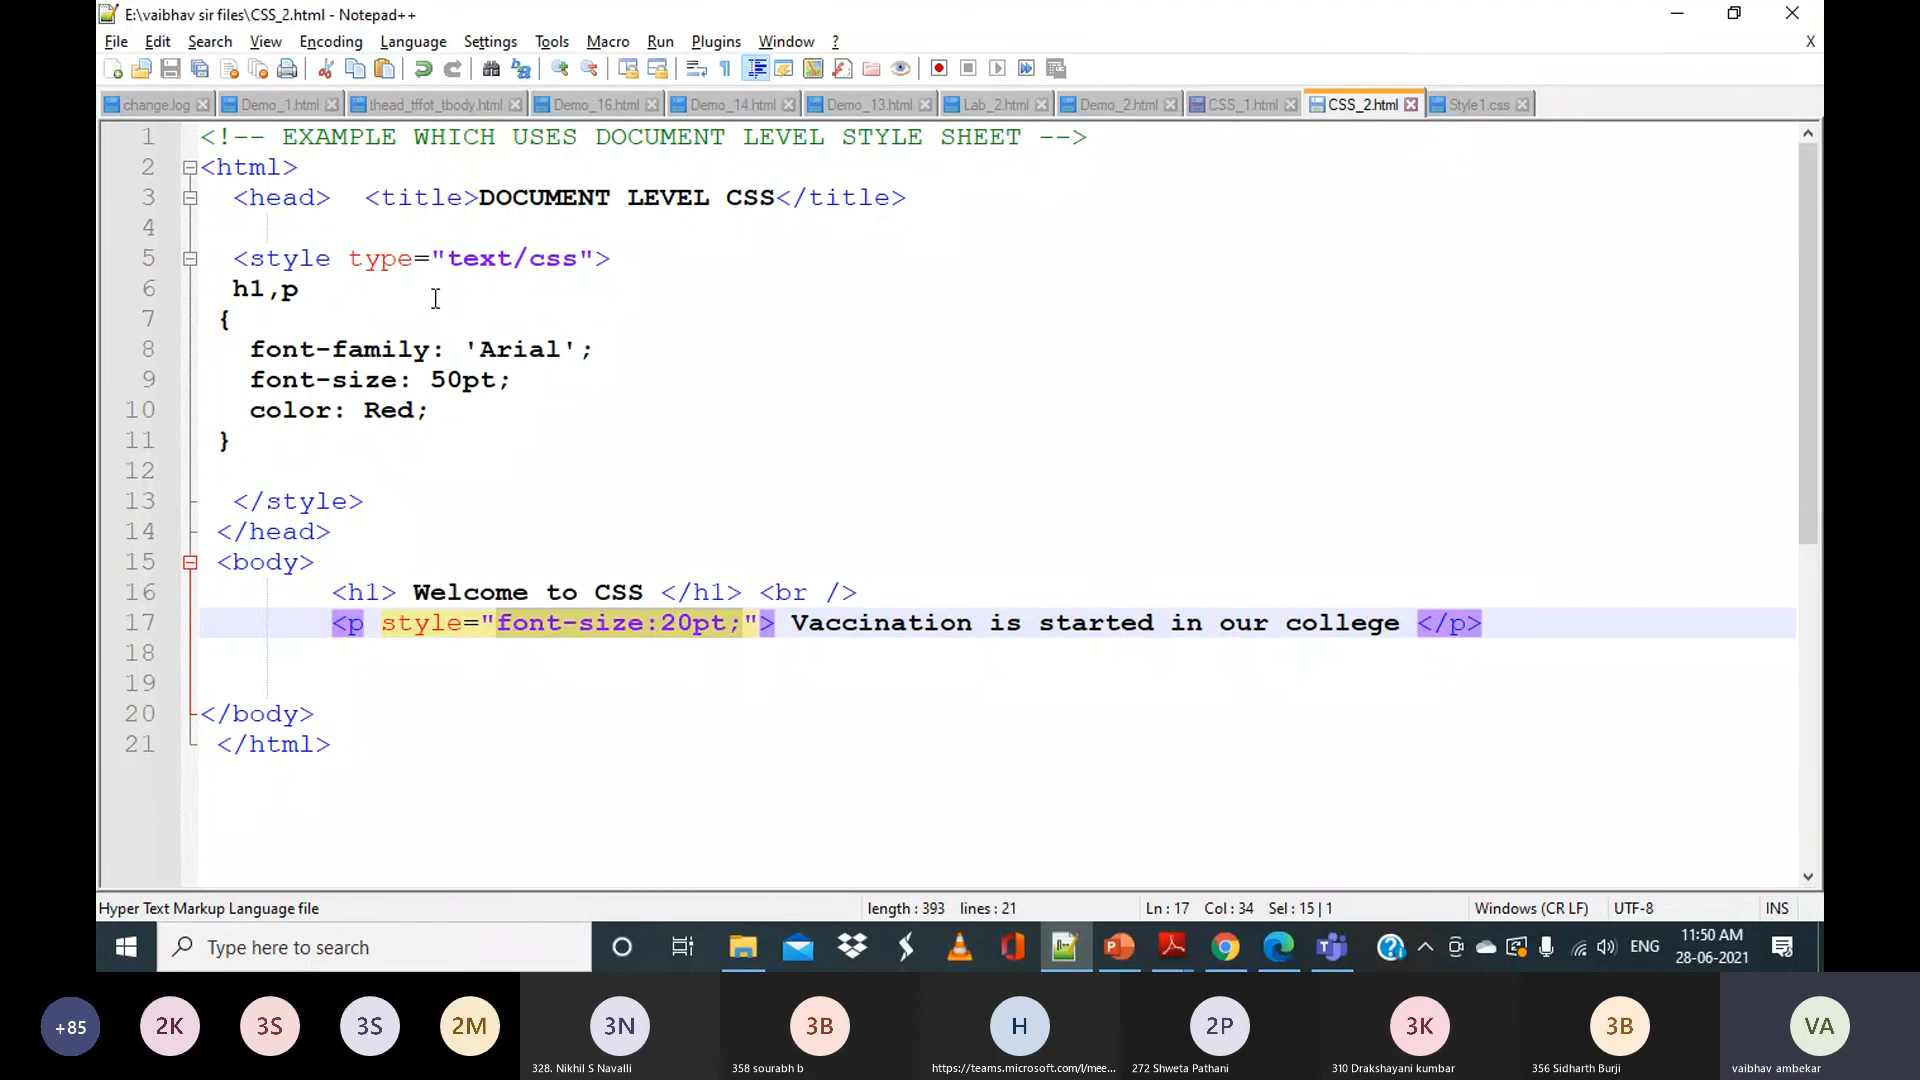 E:\vaibhav sir files\CSS_2.html - Notepad++
File Edit Search View Encoding Language Settings Tools Macro Run Plugins Window ? X
change.log Demo_1.html thead_tffot_tbody.html Demo_16.html Demo_14.html Demo_13.html Lab_2.html Demo_2.html CSS_1.html CSS_2.html Style1.css
1 <!-- EXAMPLE WHICH USES DOCUMENT LEVEL STYLE SHEET -->
2 <html>
3 <head> <title>DOCUMENT LEVEL CSS</title>
4
5 <style type="text/css">
6 h1,p
7 {
8 font-family: 'Arial';
9 font-size: 50pt;
10 color: Red;
11 }
12
13 </style>
14 </head>
15 <body>
16 <h1> Welcome to CSS </h1> <br />
17 <p style="font-size:20pt;"> Vaccination is started in our college </p>
18
19
20 </body>
21 </html>
Hyper Text Markup Language file length : 393 lines : 21 Ln : 17 Col : 34 Sel : 15 | 1 Windows (CR LF) UTF-8 INS
Type here to search ENG 11:50 AM
28-06-2021
+85 2K 3S 3S 2M 3N 3B H 2P 3K 3B VA
328. Nikhil S Navalli 358 sourabh b https://teams.microsoft.com/l/mee... 272 Shweta Pathani 310 Drakshayani kumbar 356 Sidharth Burji vaibhav ambekar